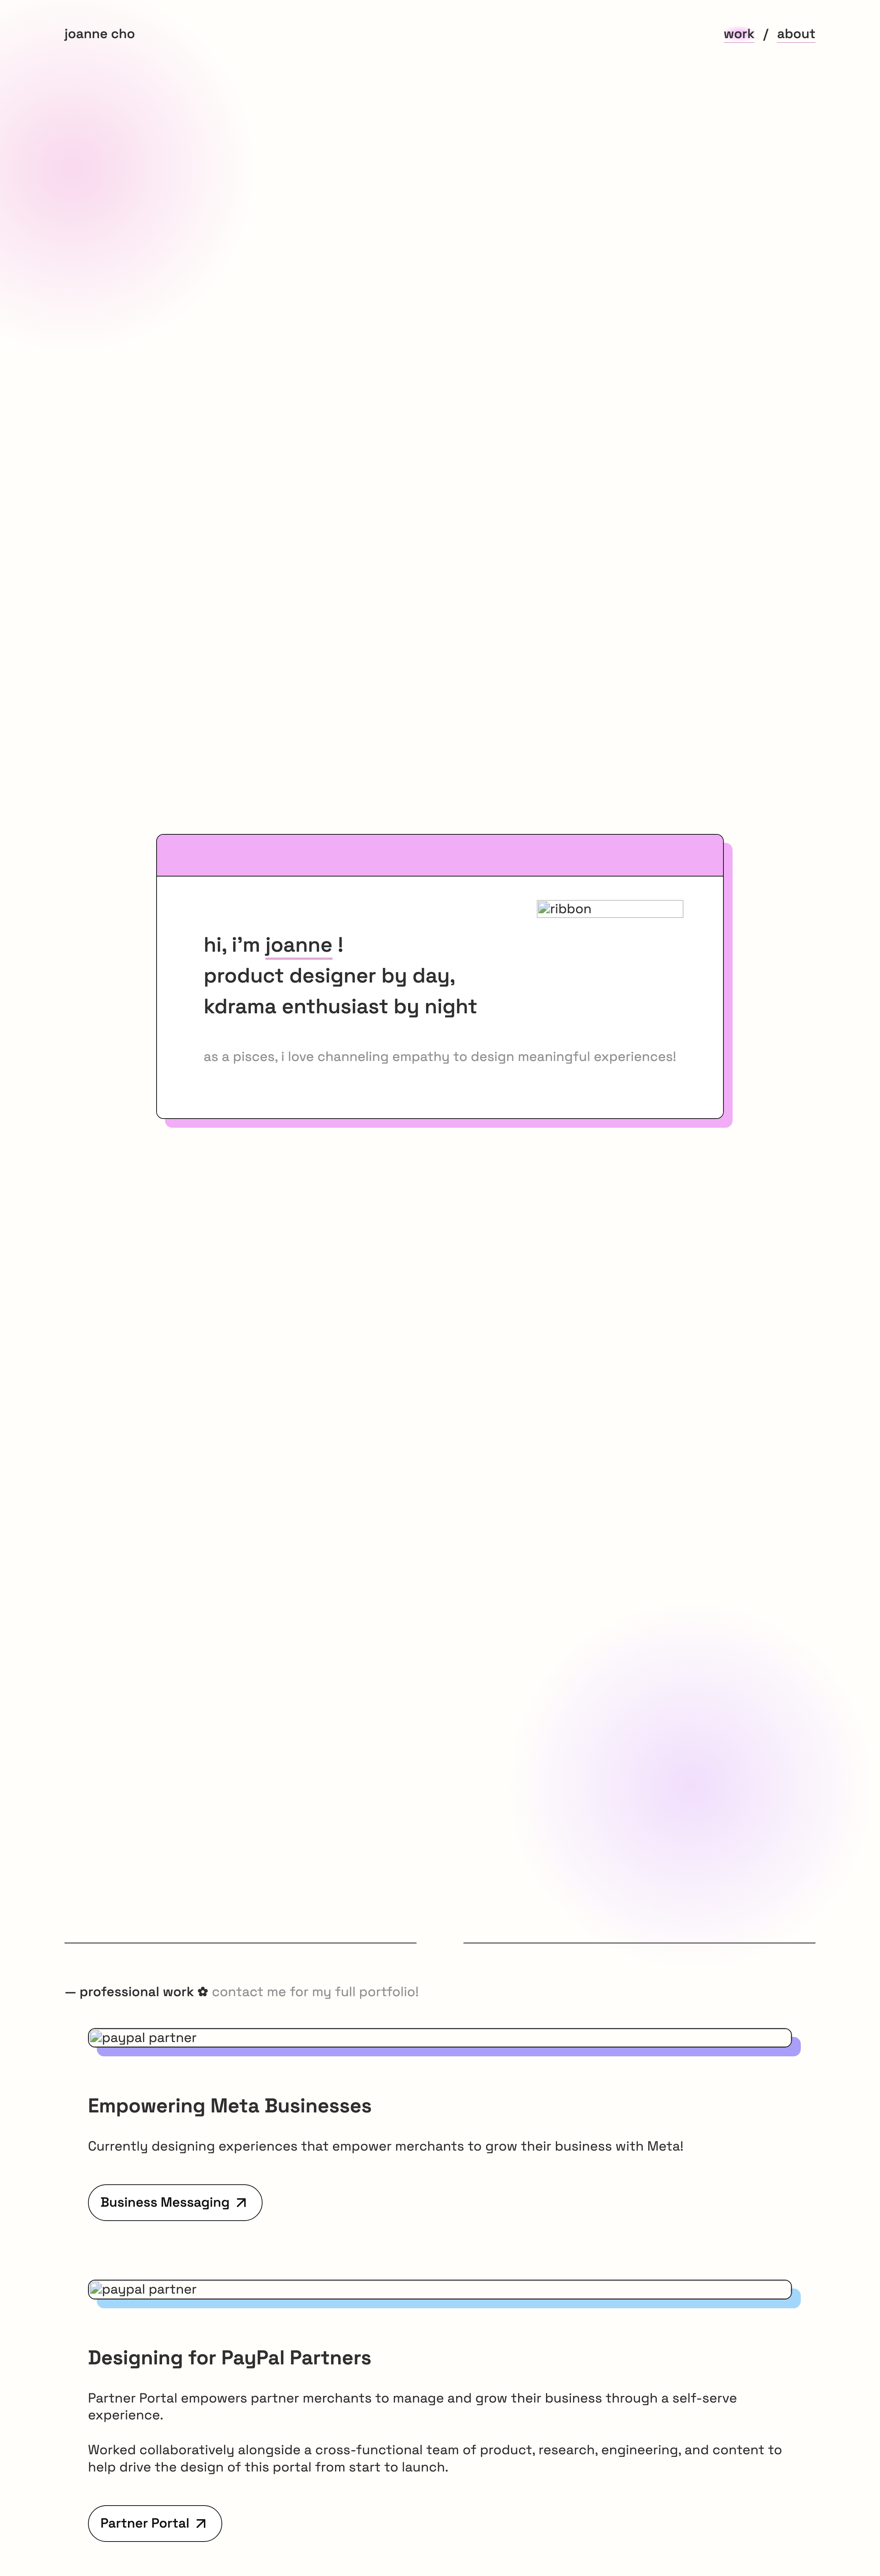 joanne cho
work / about
ribbon
hi, i’m joanne !
product designer by day,
kdrama enthusiast by night
as a pisces, i love channeling empathy to design meaningful experiences!
— professional work ✿ contact me for my full portfolio!
paypal partner
Empowering Meta Businesses
Currently designing experiences that empower merchants to grow their business with Meta!
Business Messaging
paypal partner
Designing for PayPal Partners
Partner Portal empowers partner merchants to manage and grow their business through a self-serve
experience.
Worked collaboratively alongside a cross-functional team of product, research, engineering, and content to
help drive the design of this portal from start to launch.
Partner Portal